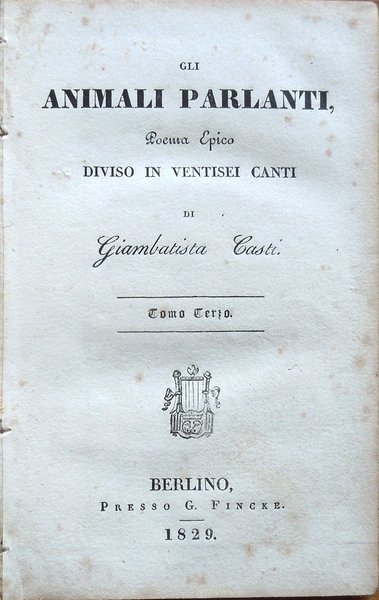 GLI
ANIMALI PARLANTI,
Poema Epico
DIVISO IN VENTISEI CANTI
DI
Giambatista Casti.
Tomo Terzo.
BERLINO,
PRESSO G. FINCKE.
1829.